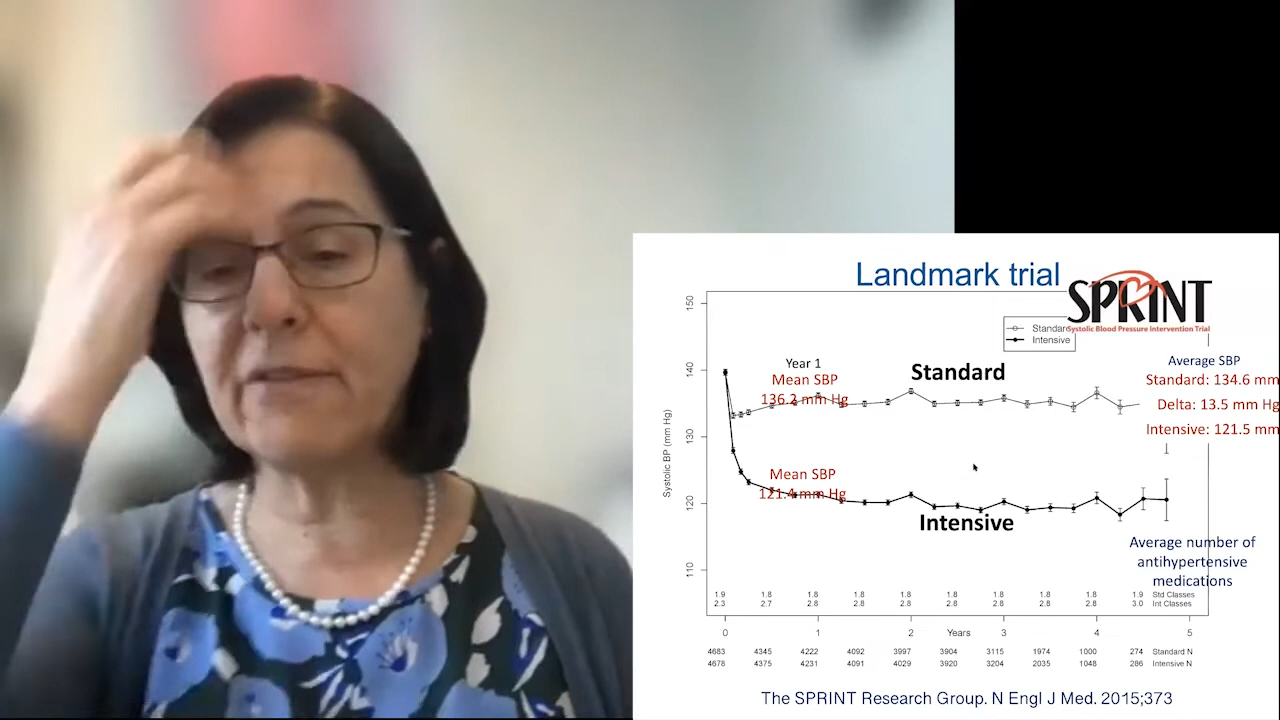 Landmark trial
SPRINT
Systolic Blood Pressure Intervention Trial
Standard
Intensive
Year 1
Mean SBP
136.2 mm Hg
Standard
Average SBP
Standard: 134.6 mm
Delta: 13.5 mm Hg
Intensive: 121.5 mm
Mean SBP
121.4 mm Hg
Intensive
Average number of
antihypertensive
medications
Systolic BP (mm Hg)
150
140
130
120
110
1.9 1.8 1.8 1.8 1.8 1.8 1.8 1.8 1.8 1.9 Std Classes
2.3 2.7 2.8 2.8 2.8 2.8 2.8 2.8 2.8 3.0 Int Classes
0 1 2 Years 3 4 5
4683 4345 4222 4092 3997 3904 3115 1974 1000 274 Standard N
4678 4375 4231 4091 4029 3920 3204 2035 1048 286 Intensive N
The SPRINT Research Group. N Engl J Med. 2015;373